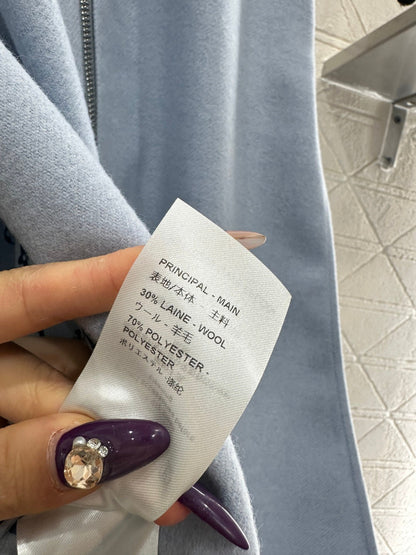 PRINCIPAL - MAIN
表地/本体 主料
30% LAINE - WOOL
ウール - 羊毛
70% POLYESTER -
POLYESTER
ポリエステル - 涤纶